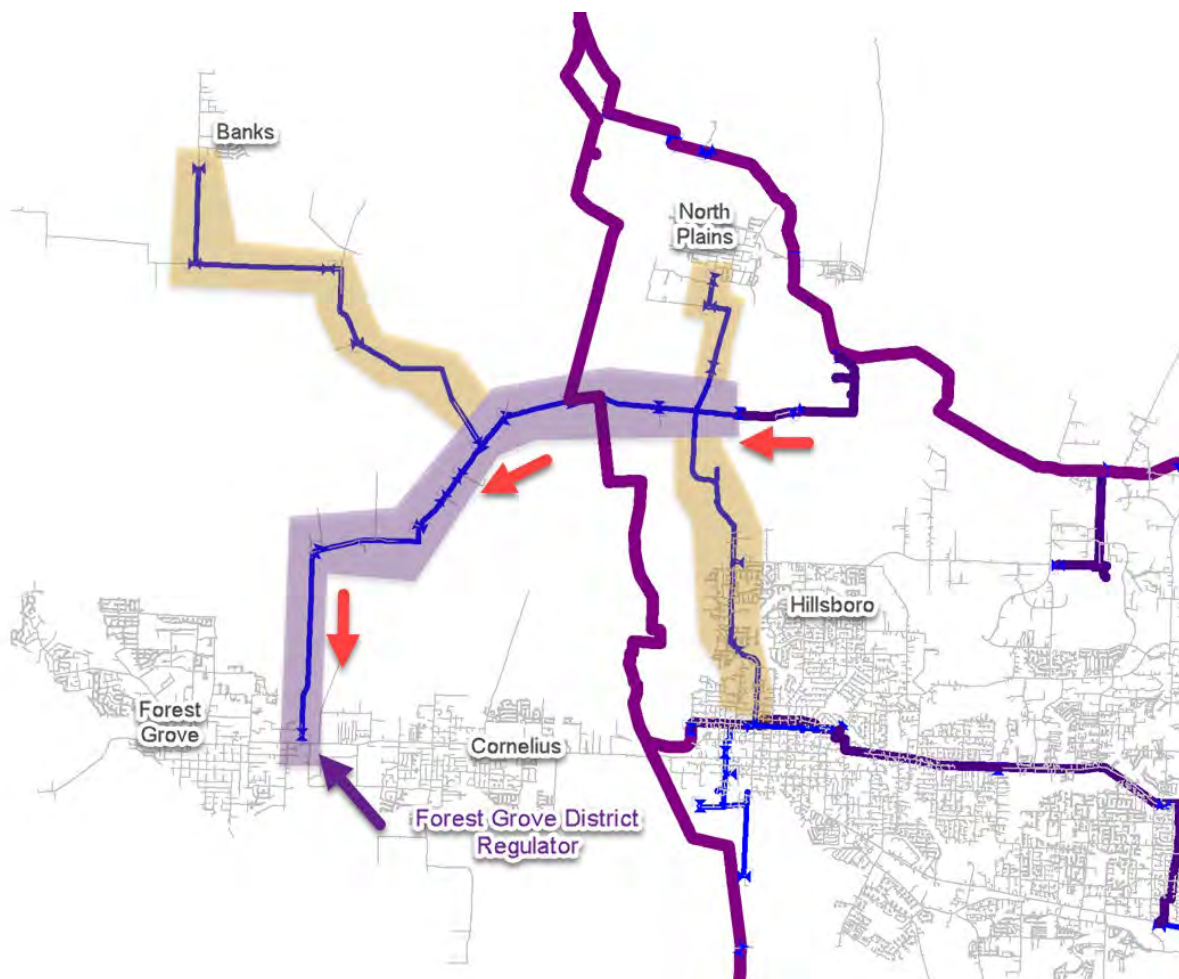 Banks
North
Plains
Hillsboro
Forest
Grove
Cornelius
Forest Grove District
Regulator